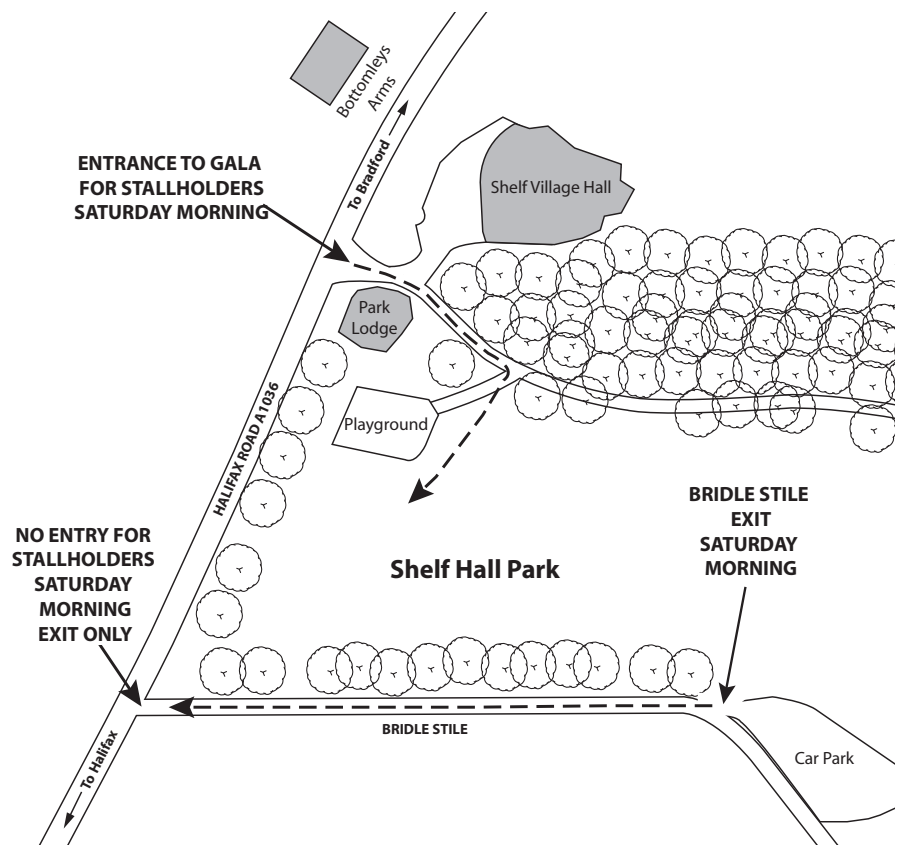 Bottomleys
Arms
To Bradford
ENTRANCE TO GALA
FOR STALLHOLDERS
SATURDAY MORNING
Shelf Village Hall
Park
Lodge
HALIFAX ROAD A1036
Playground
BRIDLE STILE
EXIT
SATURDAY
MORNING
NO ENTRY FOR
STALLHOLDERS
SATURDAY
MORNING
EXIT ONLY
Shelf Hall Park
BRIDLE STILE
To Halifax
Car Park